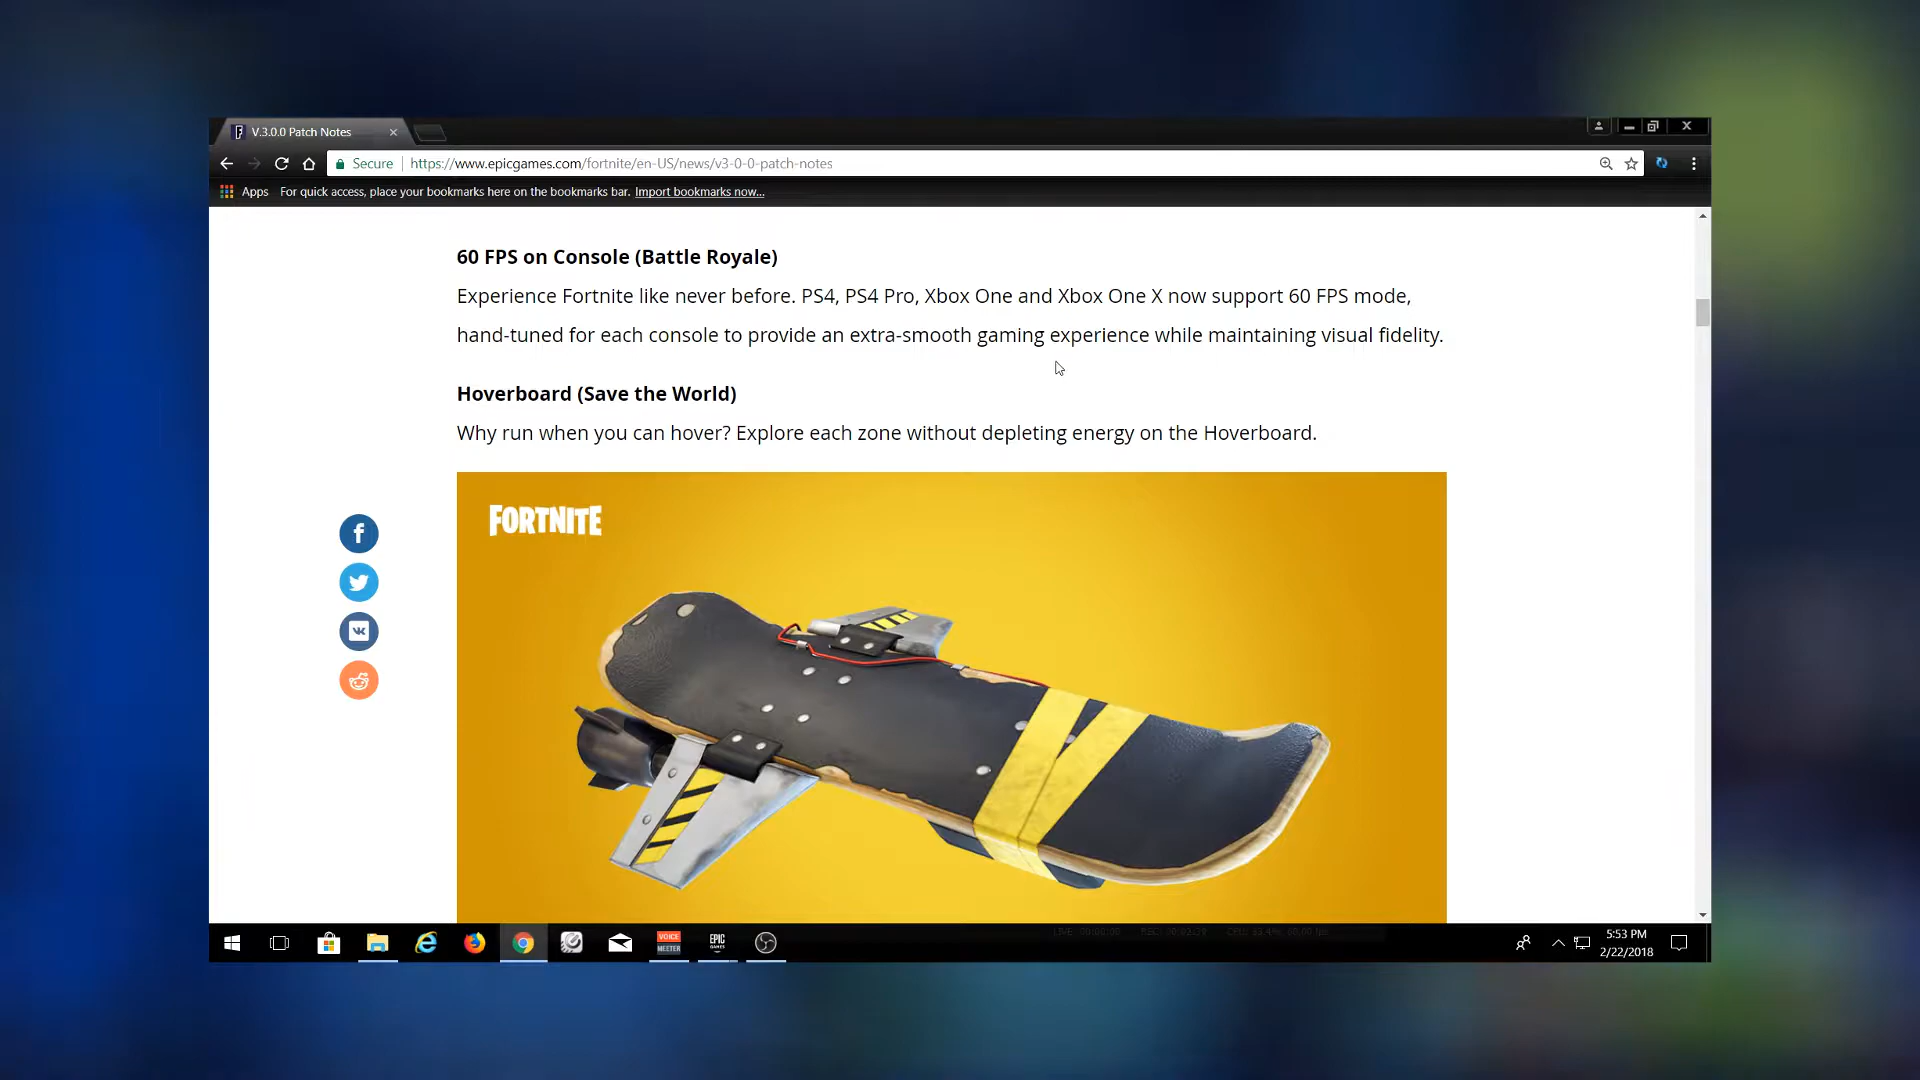 V.3.0.0 Patch Notes
Secure https://www.epicgames.com/fortnite/en-US/news/v3-0-0-patch-notes
Apps For quick access, place your bookmarks here on the bookmarks bar. Import bookmarks now...
60 FPS on Console (Battle Royale)
Experience Fortnite like never before. PS4, PS4 Pro, Xbox One and Xbox One X now support 60 FPS mode,
hand-tuned for each console to provide an extra-smooth gaming experience while maintaining visual fidelity.
Hoverboard (Save the World)
Why run when you can hover? Explore each zone without depleting energy on the Hoverboard.
FORTNITE
VOICE
MEETER
EPIC
GAMES
5:53 PM
2/22/2018